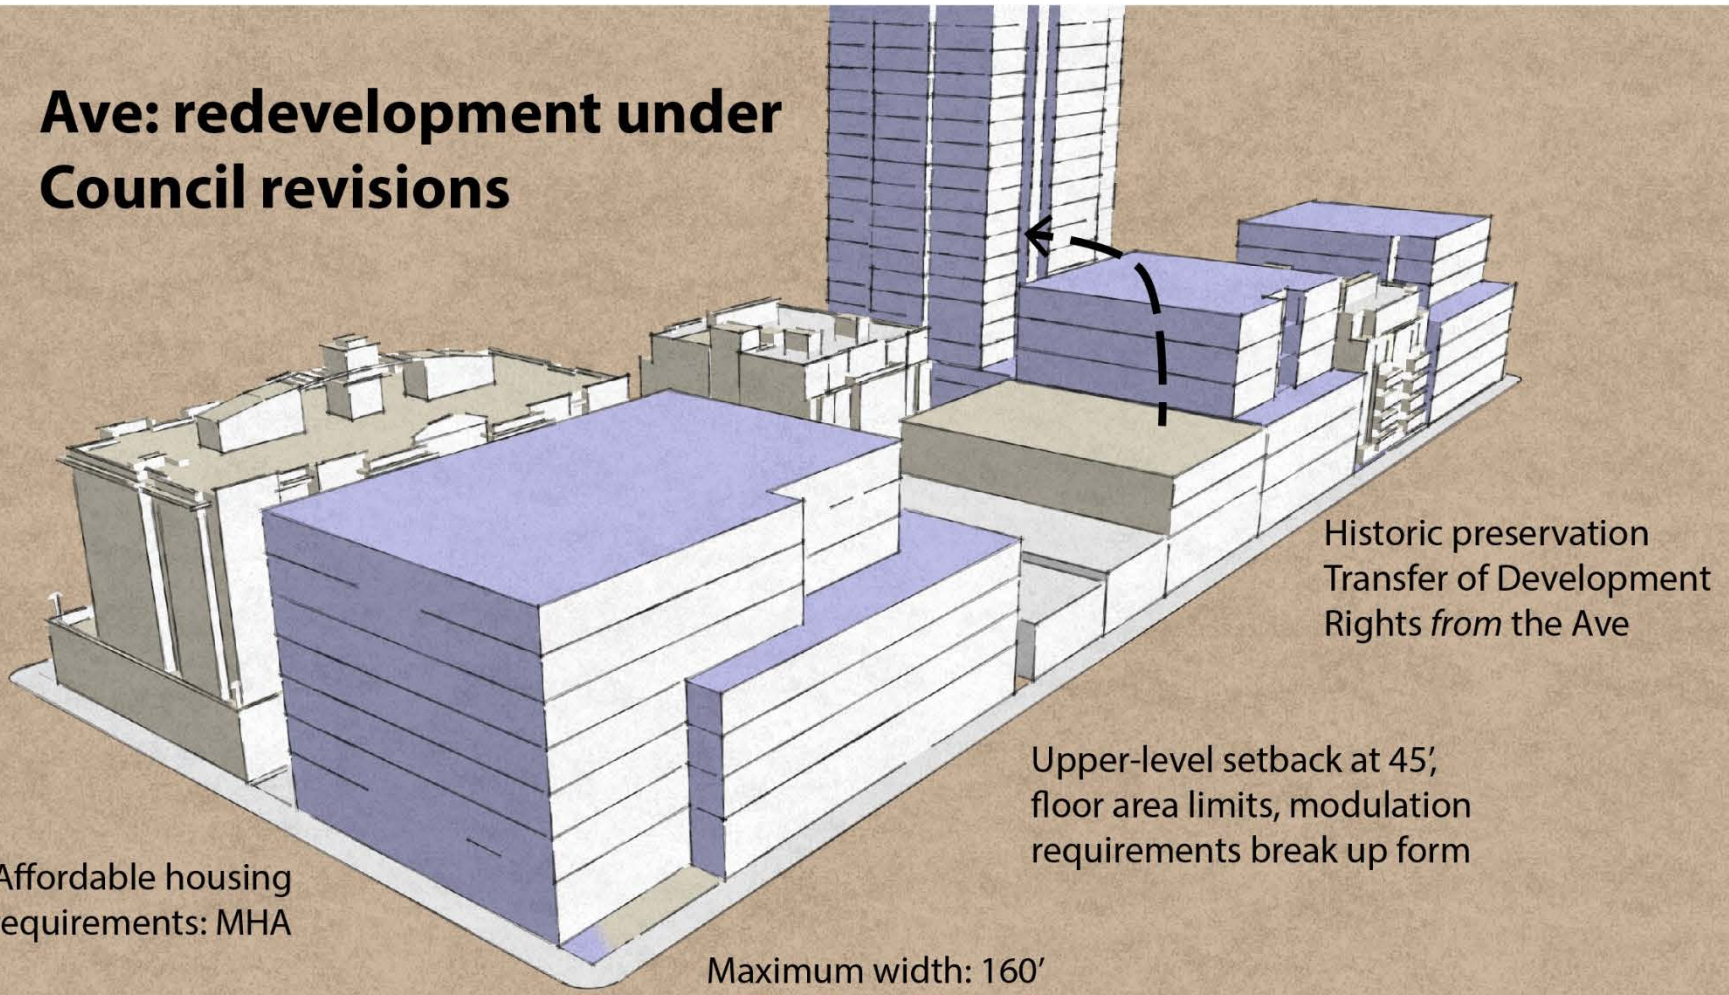 Ave: redevelopment under
Council revisions
Historic preservation
Transfer of Development
Rights from the Ave
Upper-level setback at 45′,
floor area limits, modulation
requirements break up form
Affordable housing
equirements: MHA
Maximum width: 160′